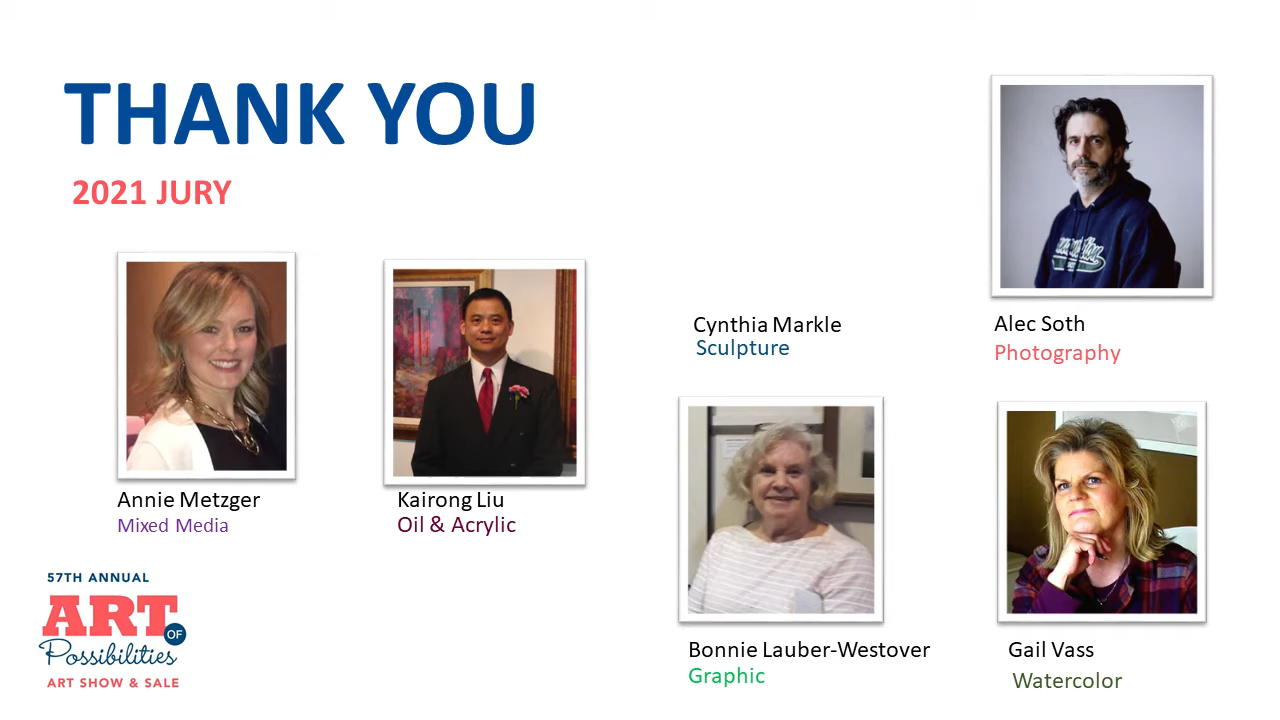 THANK YOU
2021 JURY
Annie Metzger
Mixed Media
Kairong Liu
Oil & Acrylic
Cynthia Markle
Sculpture
Alec Soth
Photography
Bonnie Lauber-Westover
Graphic
Gail Vass
Watercolor
57TH ANNUAL
ART
OF
Possibilities
ART SHOW & SALE